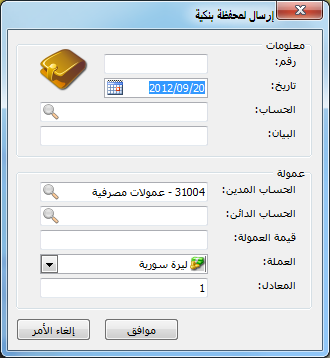 إرسال لمحفظة بنكية
معلومات
رقم:
تاريخ: 2012/09/20
الحساب:
البيان:
عمولة
الحساب المدين: 31004 - عمولات مصرفية
الحساب الدائن:
قيمة العمولة:
العملة: ليرة سورية
المعادل: 1
موافق إلغاء الأمر